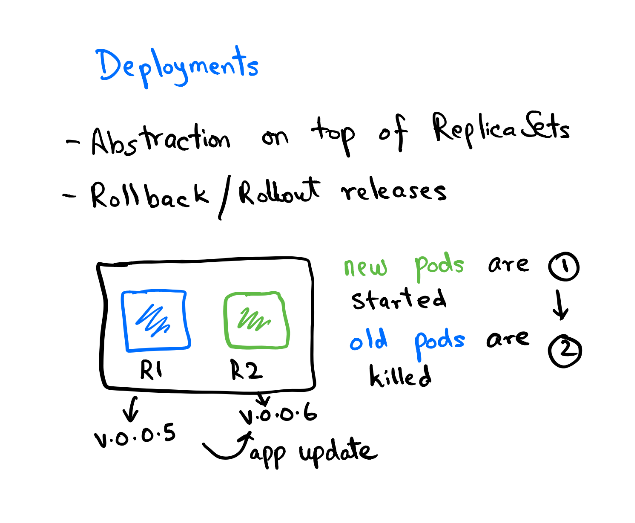 Deployments
- Abstraction on top of ReplicaSets
- Rollback/Rollout releases
new pods are ①
started
old pods are ②
killed
R1 R2
v.0.0.5 v.0.0.6
app update